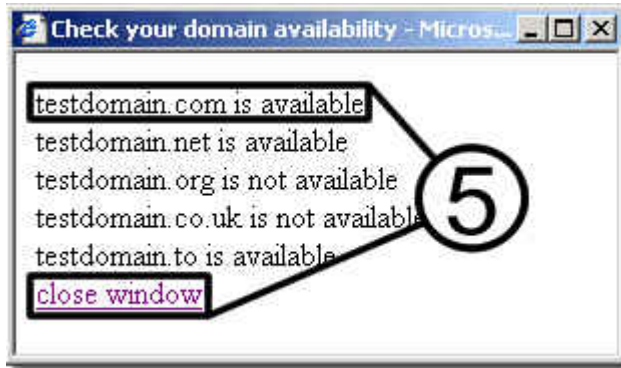 Check your domain availability - Micros...
testdomain.com is available
testdomain.net is available
testdomain.org is not available
testdomain.co.uk is not available
testdomain.to is available
close window
5